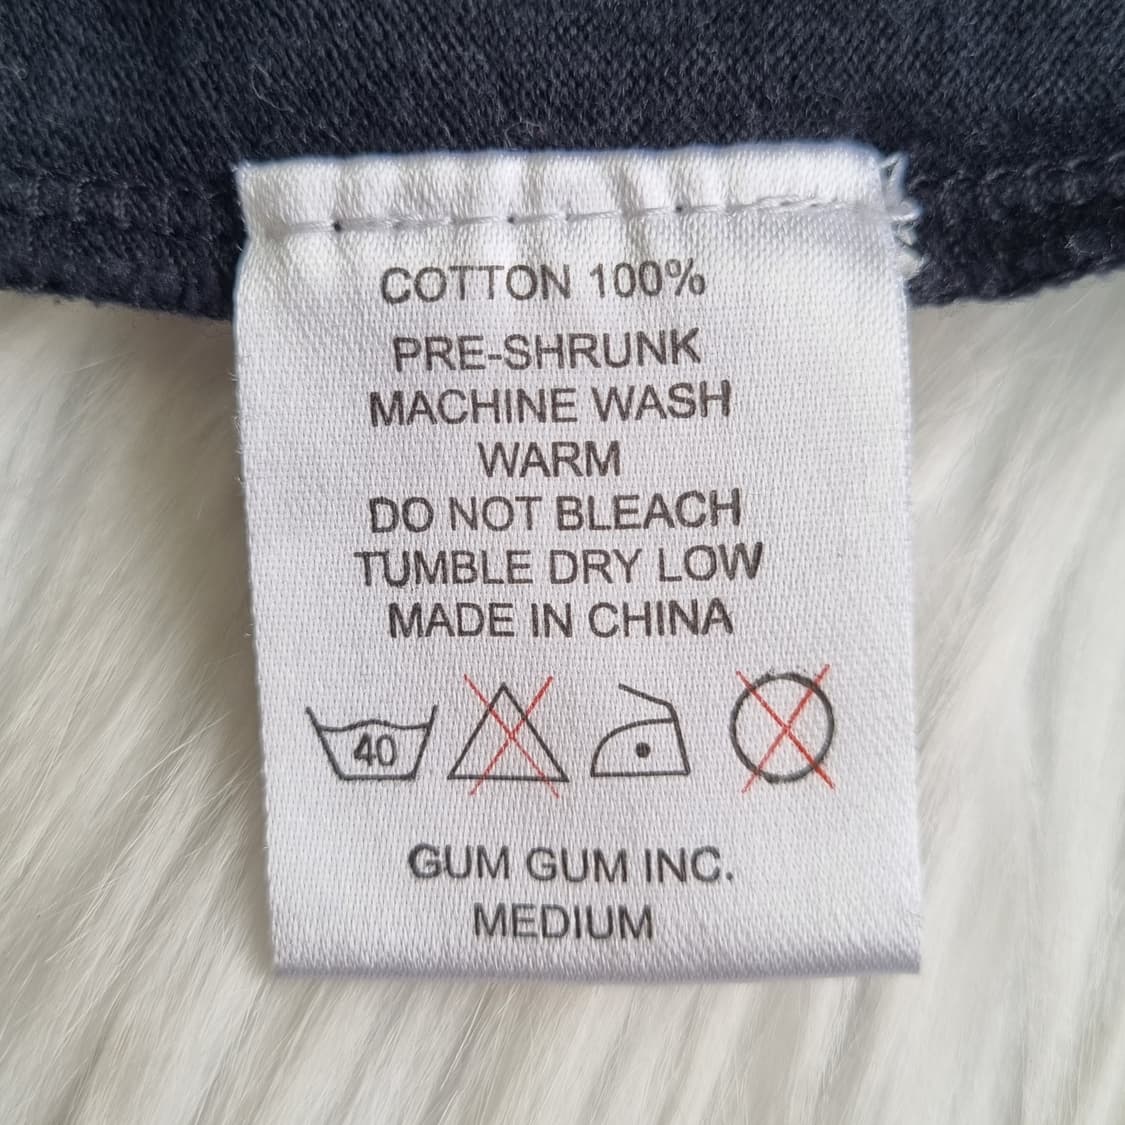 COTTON 100%
PRE-SHRUNK
MACHINE WASH
WARM
DO NOT BLEACH
TUMBLE DRY LOW
MADE IN CHINA
40
GUM GUM INC.
MEDIUM